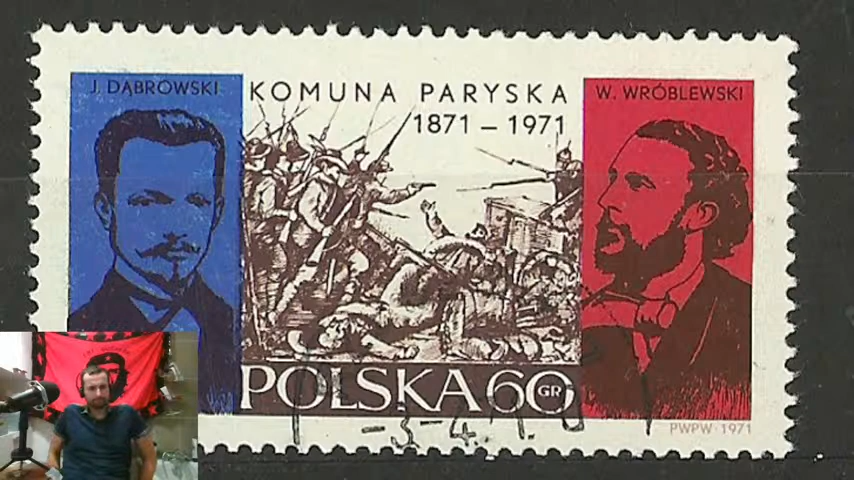 J. DĄBROWSKI
KOMUNA PARYSKA
1871 – 1971
W. WRÓBLEWSKI
POLSKA 60 GR
PWPW - 1971